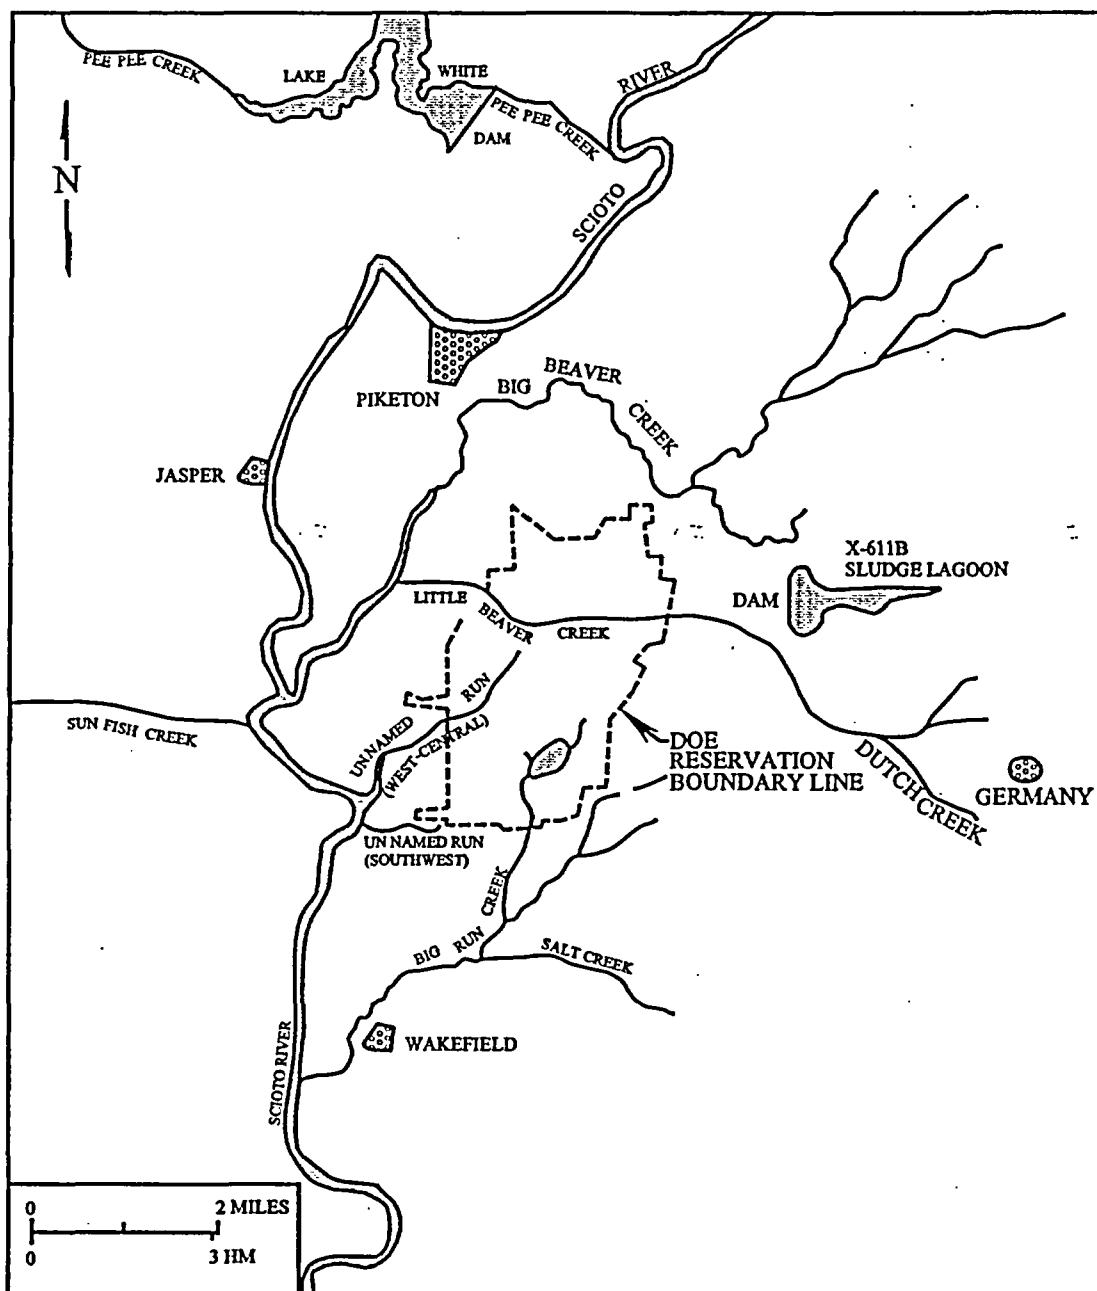 PEE PEE CREEK
LAKE
WHITE
DAM
PEE PEE CREEK
RIVER
SCIOTO
N
PIKETON
BIG BEAVER CREEK
JASPER
X-611B
SLUDGE LAGOON
DAM
LITTLE BEAVER CREEK
UNNAMED RUN
(WEST-CENTRAL)
SUN FISH CREEK
DOE
RESERVATION
BOUNDARY LINE
DUTCH CREEK
GERMANY
UN NAMED RUN
(SOUTHWEST)
BIG RUN CREEK
SALT CREEK
WAKEFIELD
SCIOTO RIVER
0 2 MILES
0 3 HM